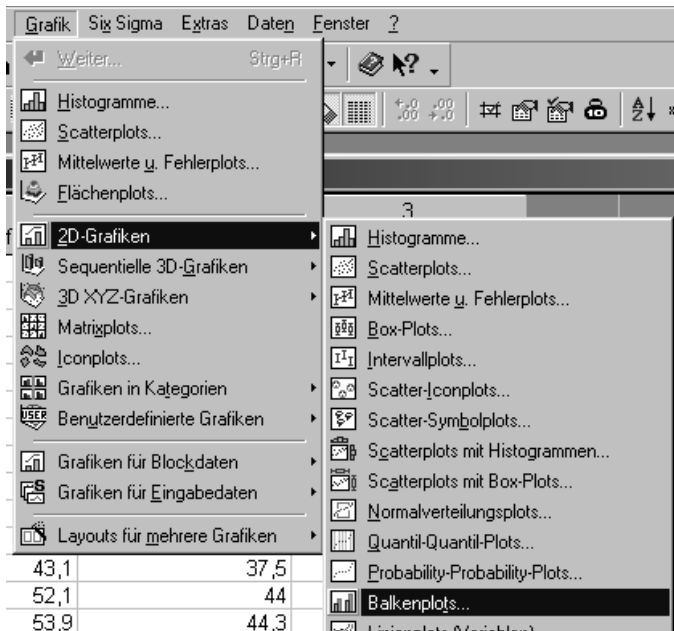 Grafik Six Sigma Extras Daten Fenster ?
Weiter... Strg+R
Histogramme...
Scatterplots...
Mittelwerte u. Fehlerplots...
Flächenplots...
3
2D-Grafiken
Sequentielle 3D-Grafiken
3D XYZ-Grafiken
Matrixplots...
Iconplots...
Grafiken in Kategorien
Benutzerdefinierte Grafiken
Grafiken für Blockdaten
Grafiken für Eingabedaten
Layouts für mehrere Grafiken
Histogramme...
Scatterplots...
Mittelwerte u. Fehlerplots...
Box-Plots...
Intervallplots...
Scatter-Iconplots...
Scatter-Symbolplots...
Scatterplots mit Histogrammen...
Scatterplots mit Box-Plots...
Normalverteilungsplots...
Quantil-Quantil-Plots...
Probability-Probability-Plots...
Balkenplots...
Linienplots (Variablen)
43,1 37,5
52,1 44
53,9 44,3